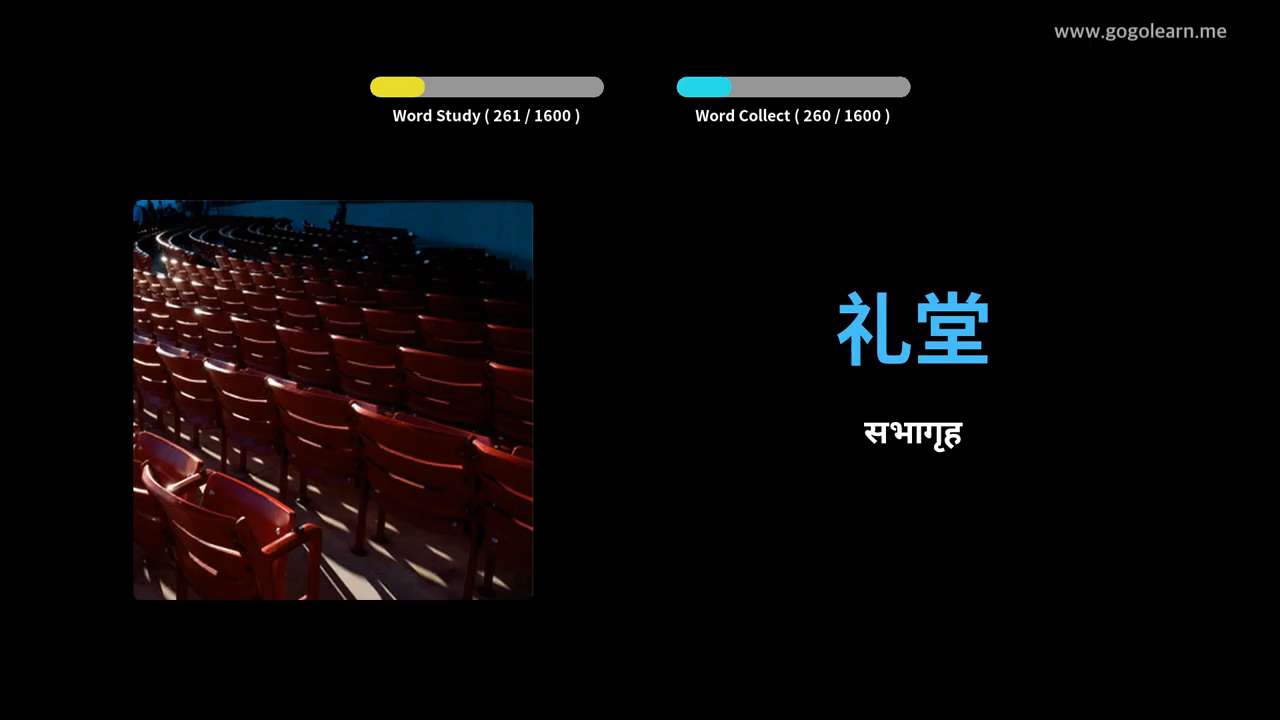 www.gogolearn.me
Word Study ( 261 / 1600 )
Word Collect ( 260 / 1600 )
礼堂
सभागृह